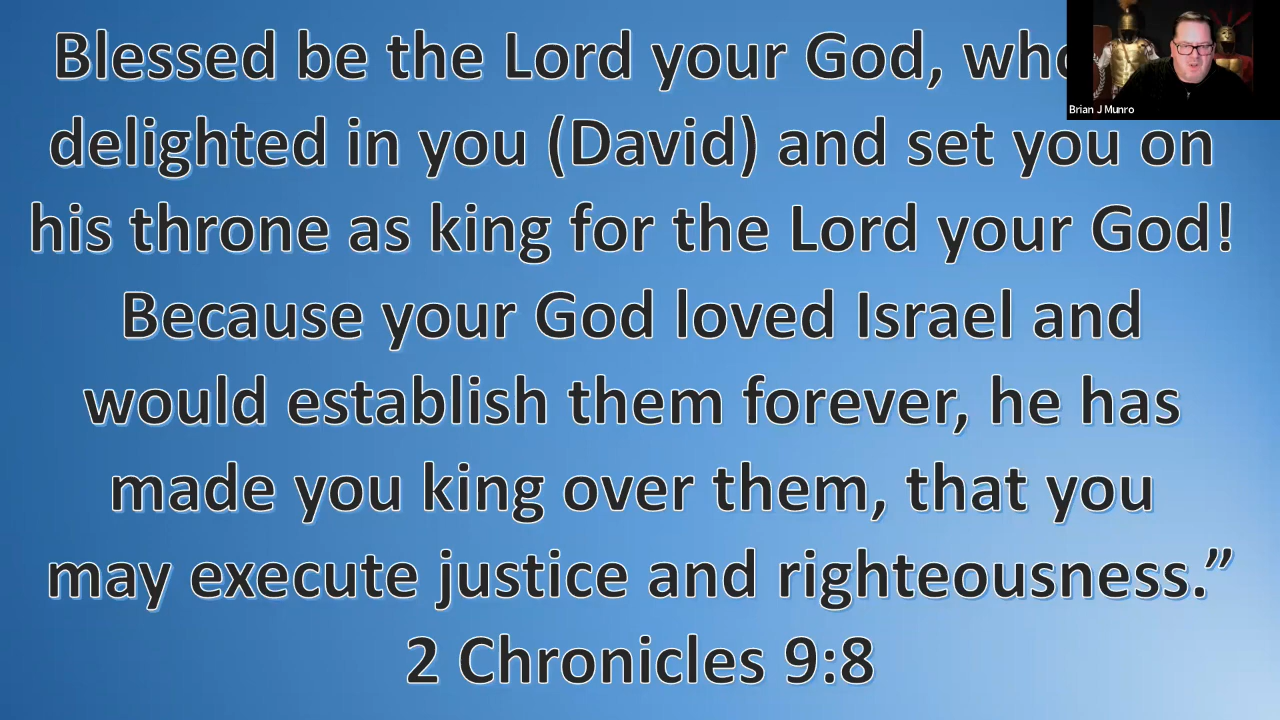 Blessed be the Lord your God, who
delighted in you (David) and set you on
his throne as king for the Lord your God!
Because your God loved Israel and
would establish them forever, he has
made you king over them, that you
may execute justice and righteousness.”
2 Chronicles 9:8
Brian J Munro